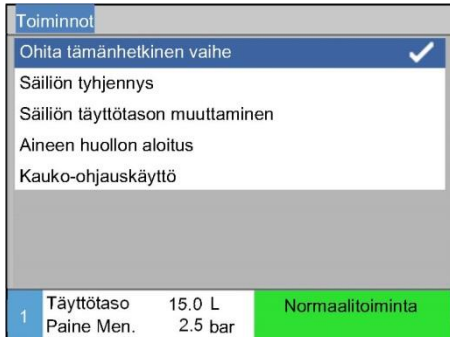 Toiminnot
Ohita tämänhetkinen vaihe
Säiliön tyhjennys
Säiliön täyttötason muuttaminen
Aineen huollon aloitus
Kauko-ohjauskäyttö
1
Täyttötaso 15.0 L
Paine Men. 2.5 bar
Normaalitoiminta